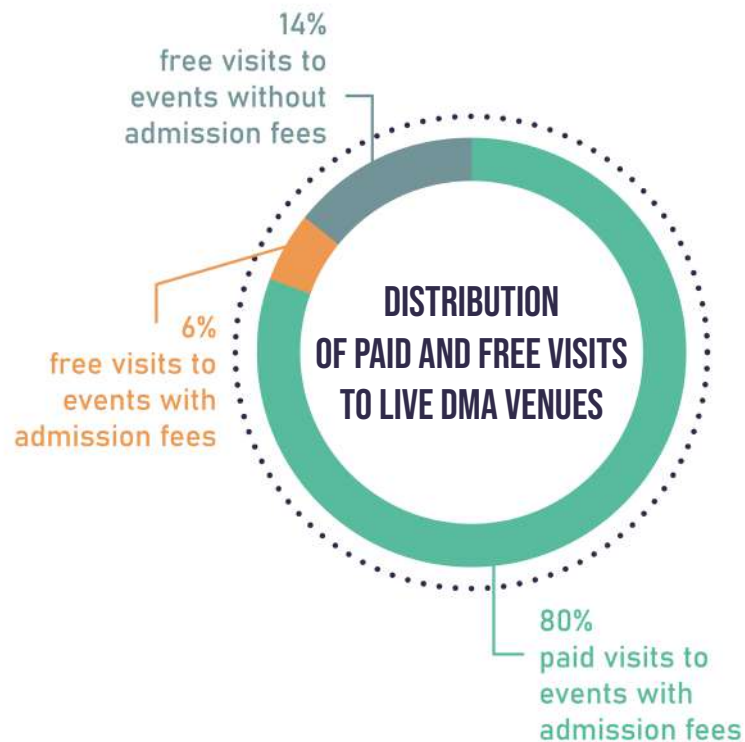 14%
free visits to
events without
admission fees
6%
free visits to
events with
admission fees
DISTRIBUTION
OF PAID AND FREE VISITS
TO LIVE DMA VENUES
80%
paid visits to
events with
admission fees